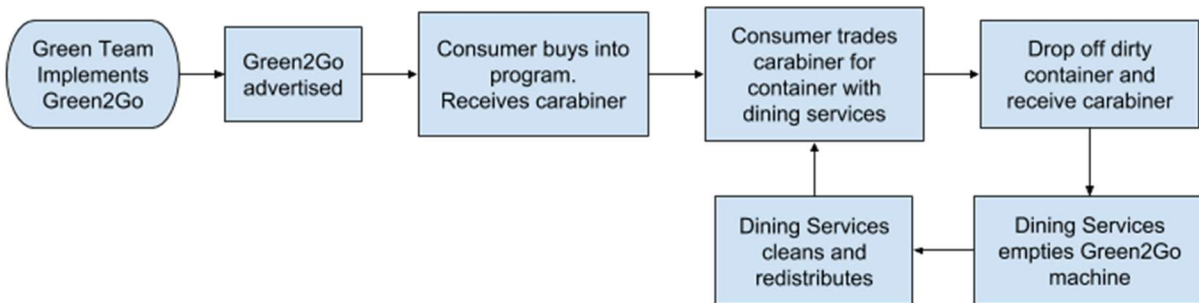 Green Team
Implements
Green2Go
Green2Go
advertised
Consumer buys into
program.
Receives carabiner
Consumer trades
carabiner for
container with
dining services
Drop off dirty
container and
receive carabiner
Dining Services
cleans and
redistributes
Dining Services
empties Green2Go
machine